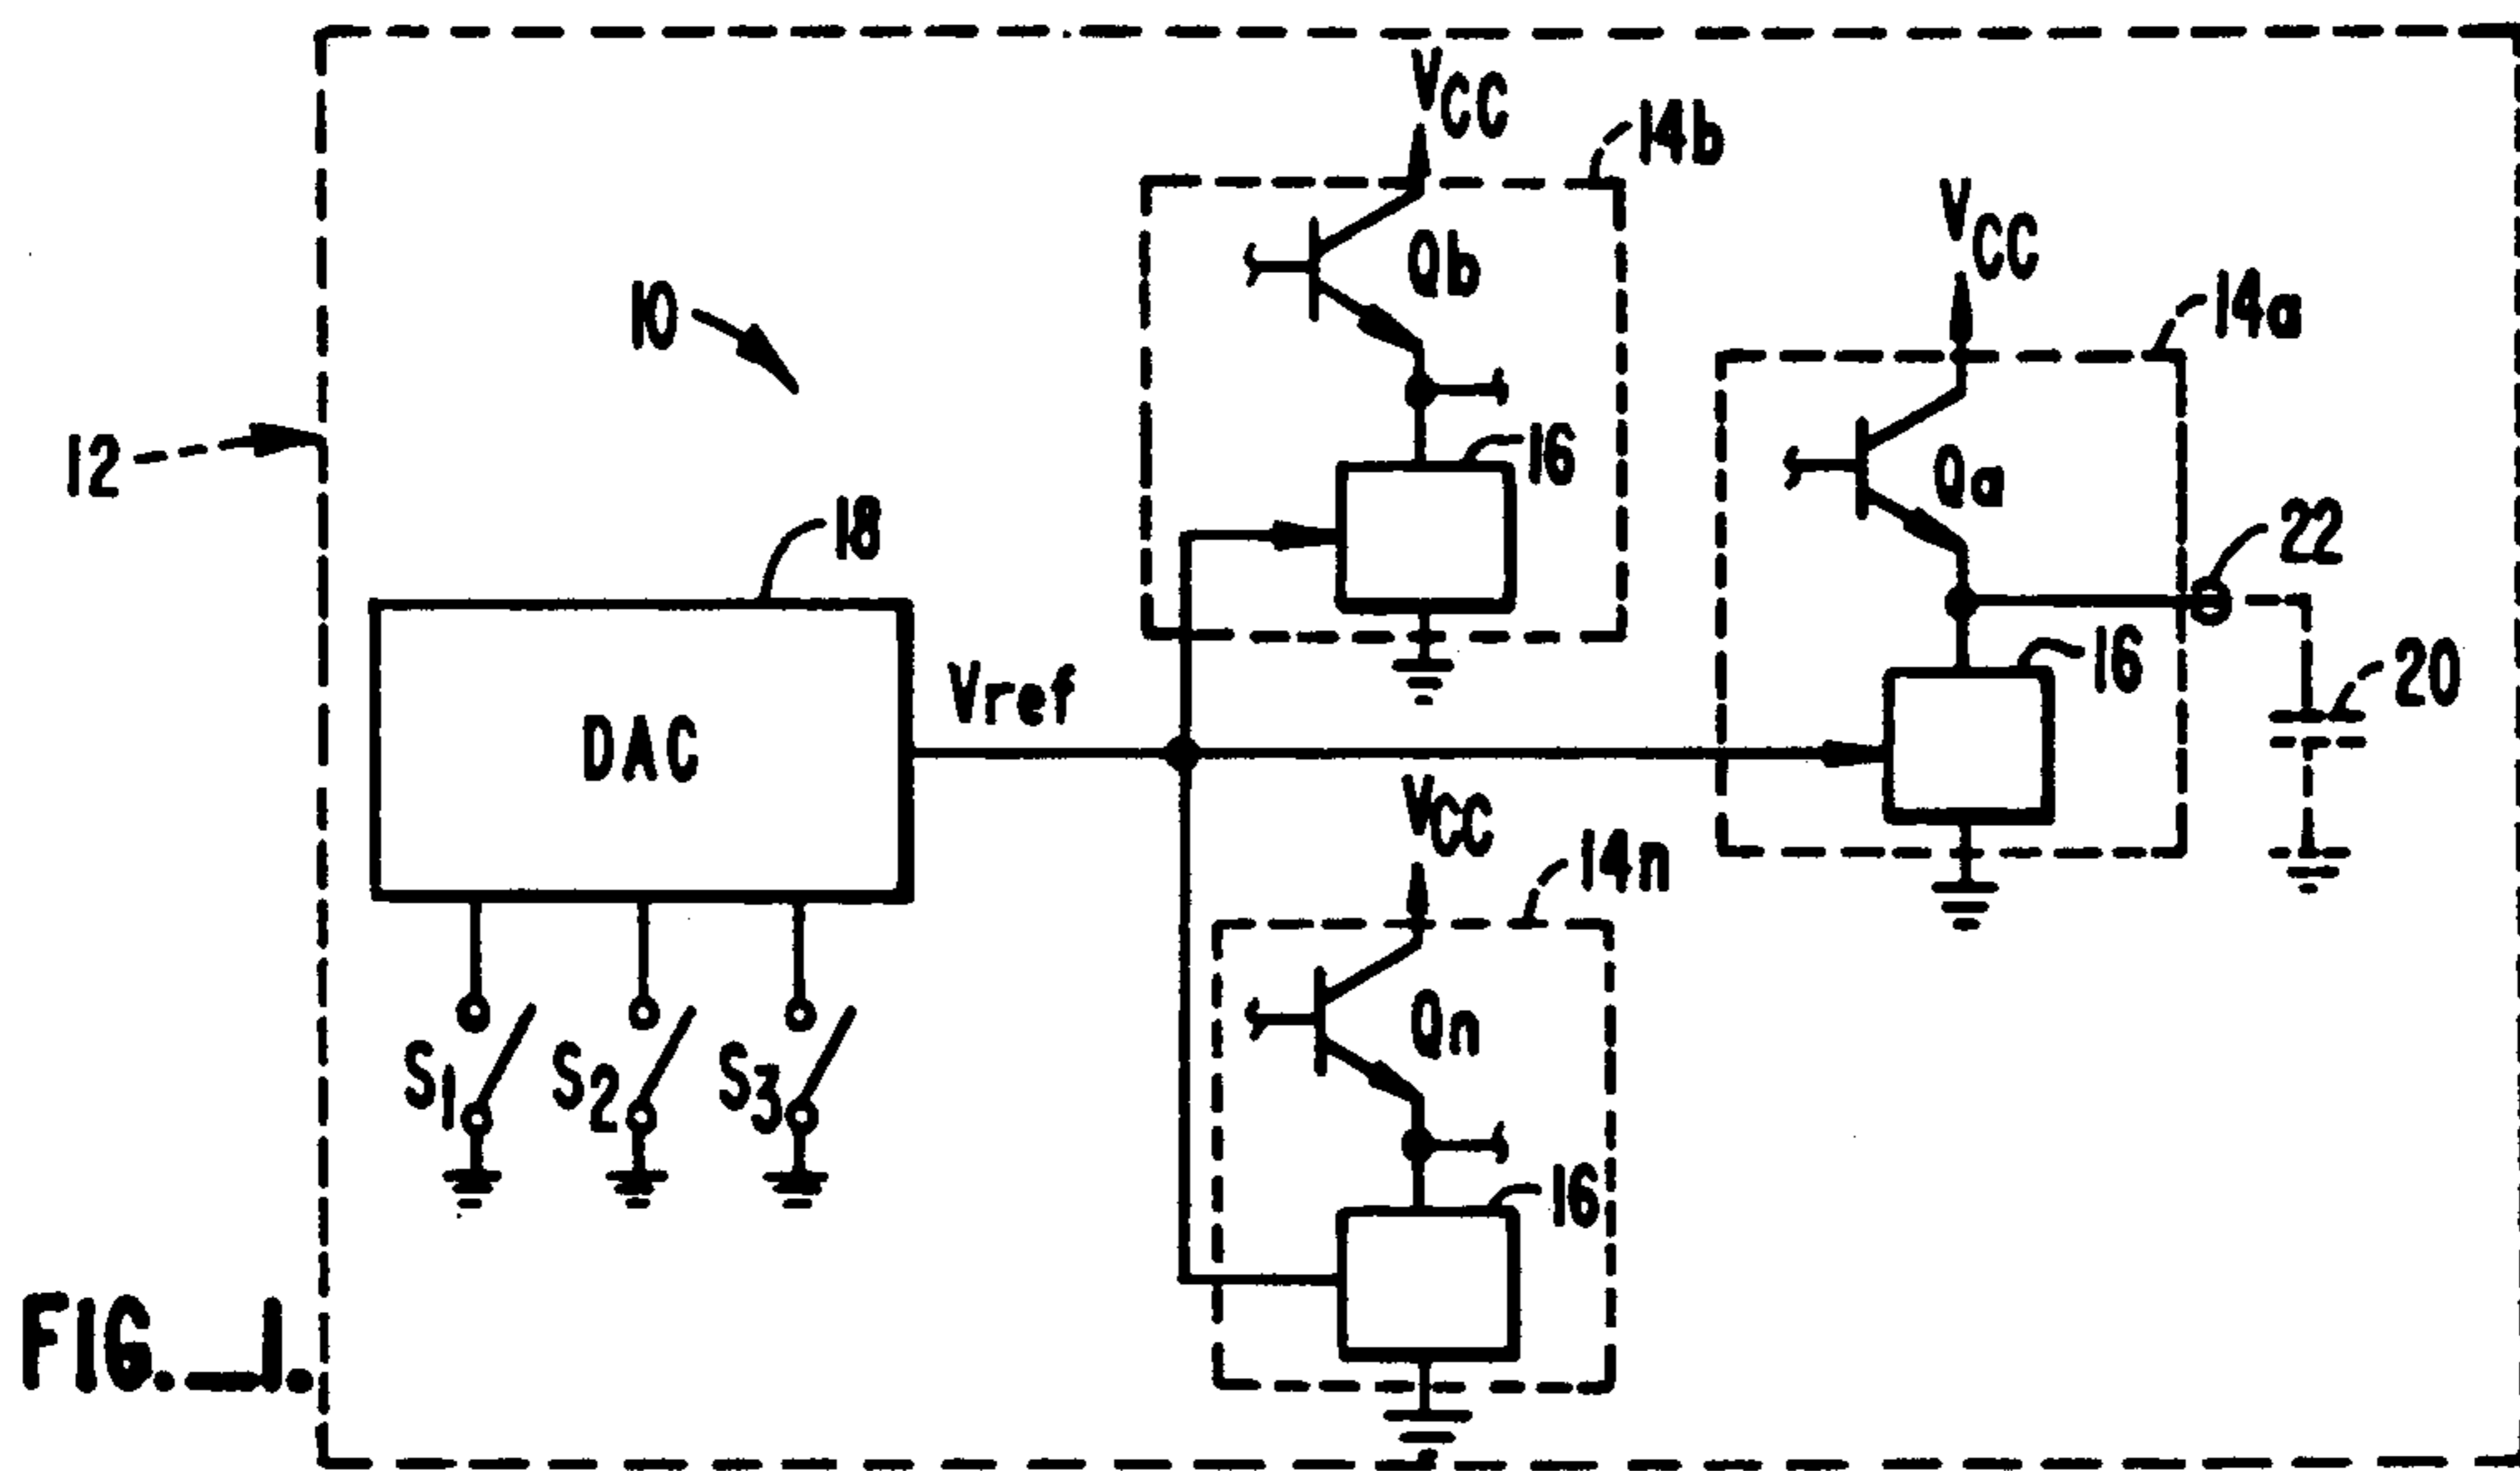 VCC
14b
VCC
Qb
14a
10
12
16
Qa
18
22
16
20
Vref
DAC
VCC
14n
Qn
S1
S2
S3
16
FIG._1.